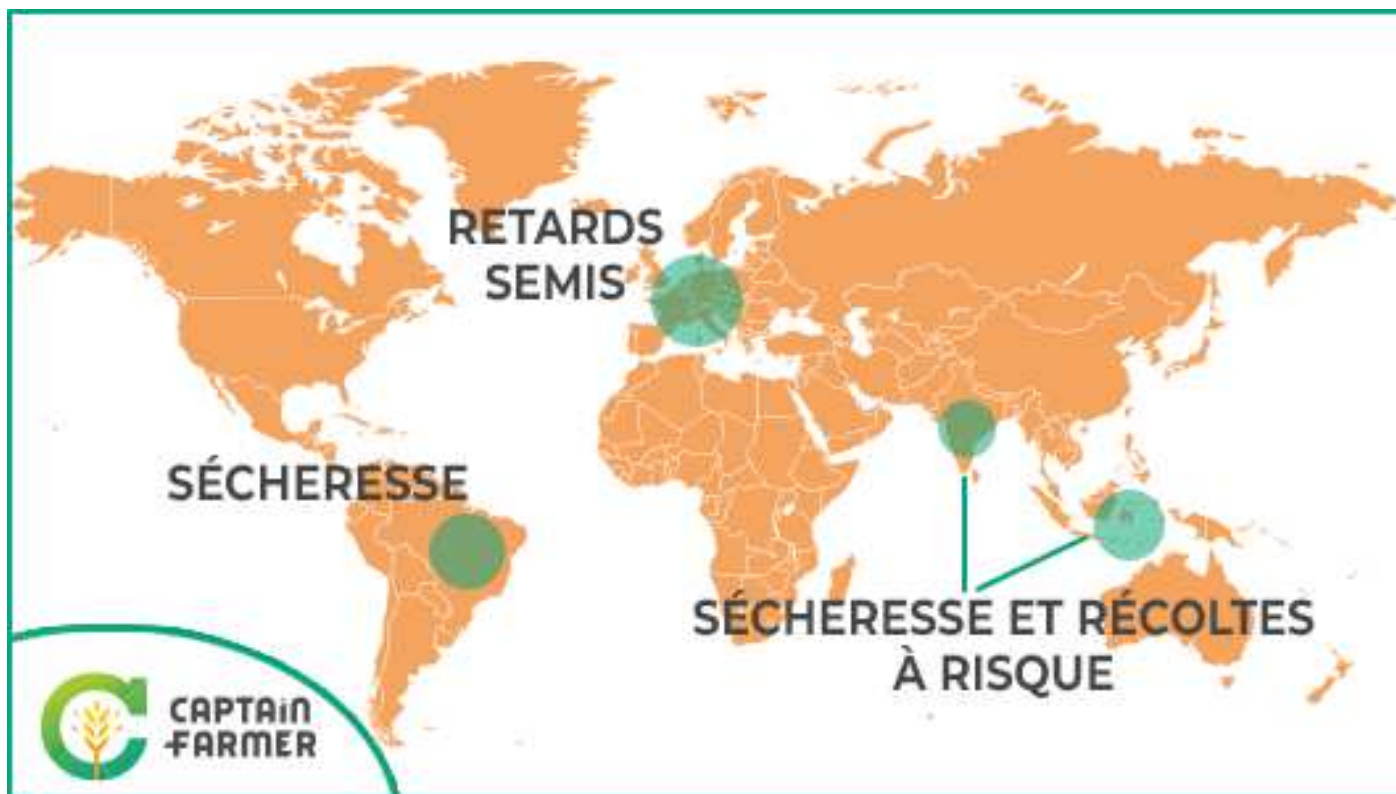 RETARDS
SEMIS
SÉCHERESSE
SÉCHERESSE ET RÉCOLTES
À RISQUE
CAPTAiN
FARMER